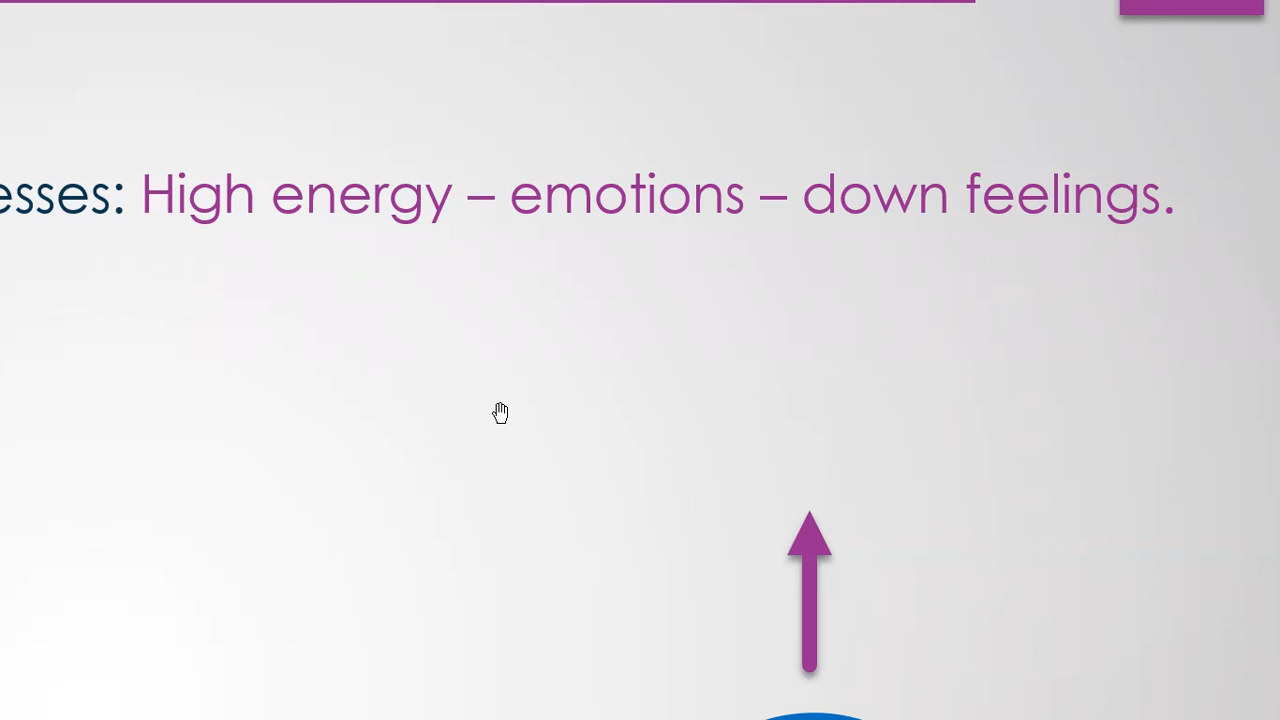 esses: High energy – emotions – down feelings.